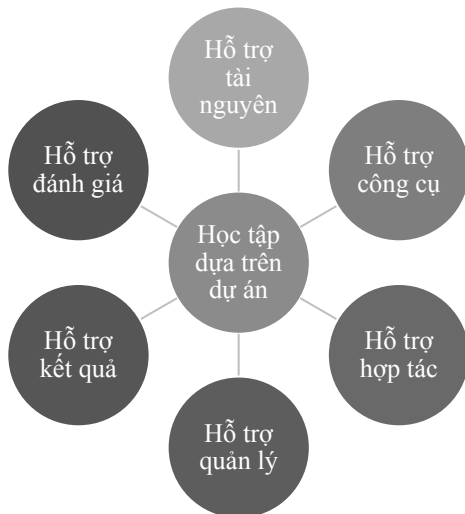 Hỗ trợ
tài
nguyên
Hỗ trợ
công cụ
Hỗ trợ
hợp tác
Hỗ trợ
quản lý
Hỗ trợ
kết quả
Hỗ trợ
đánh giá
Học tập
dựa trên
dự án